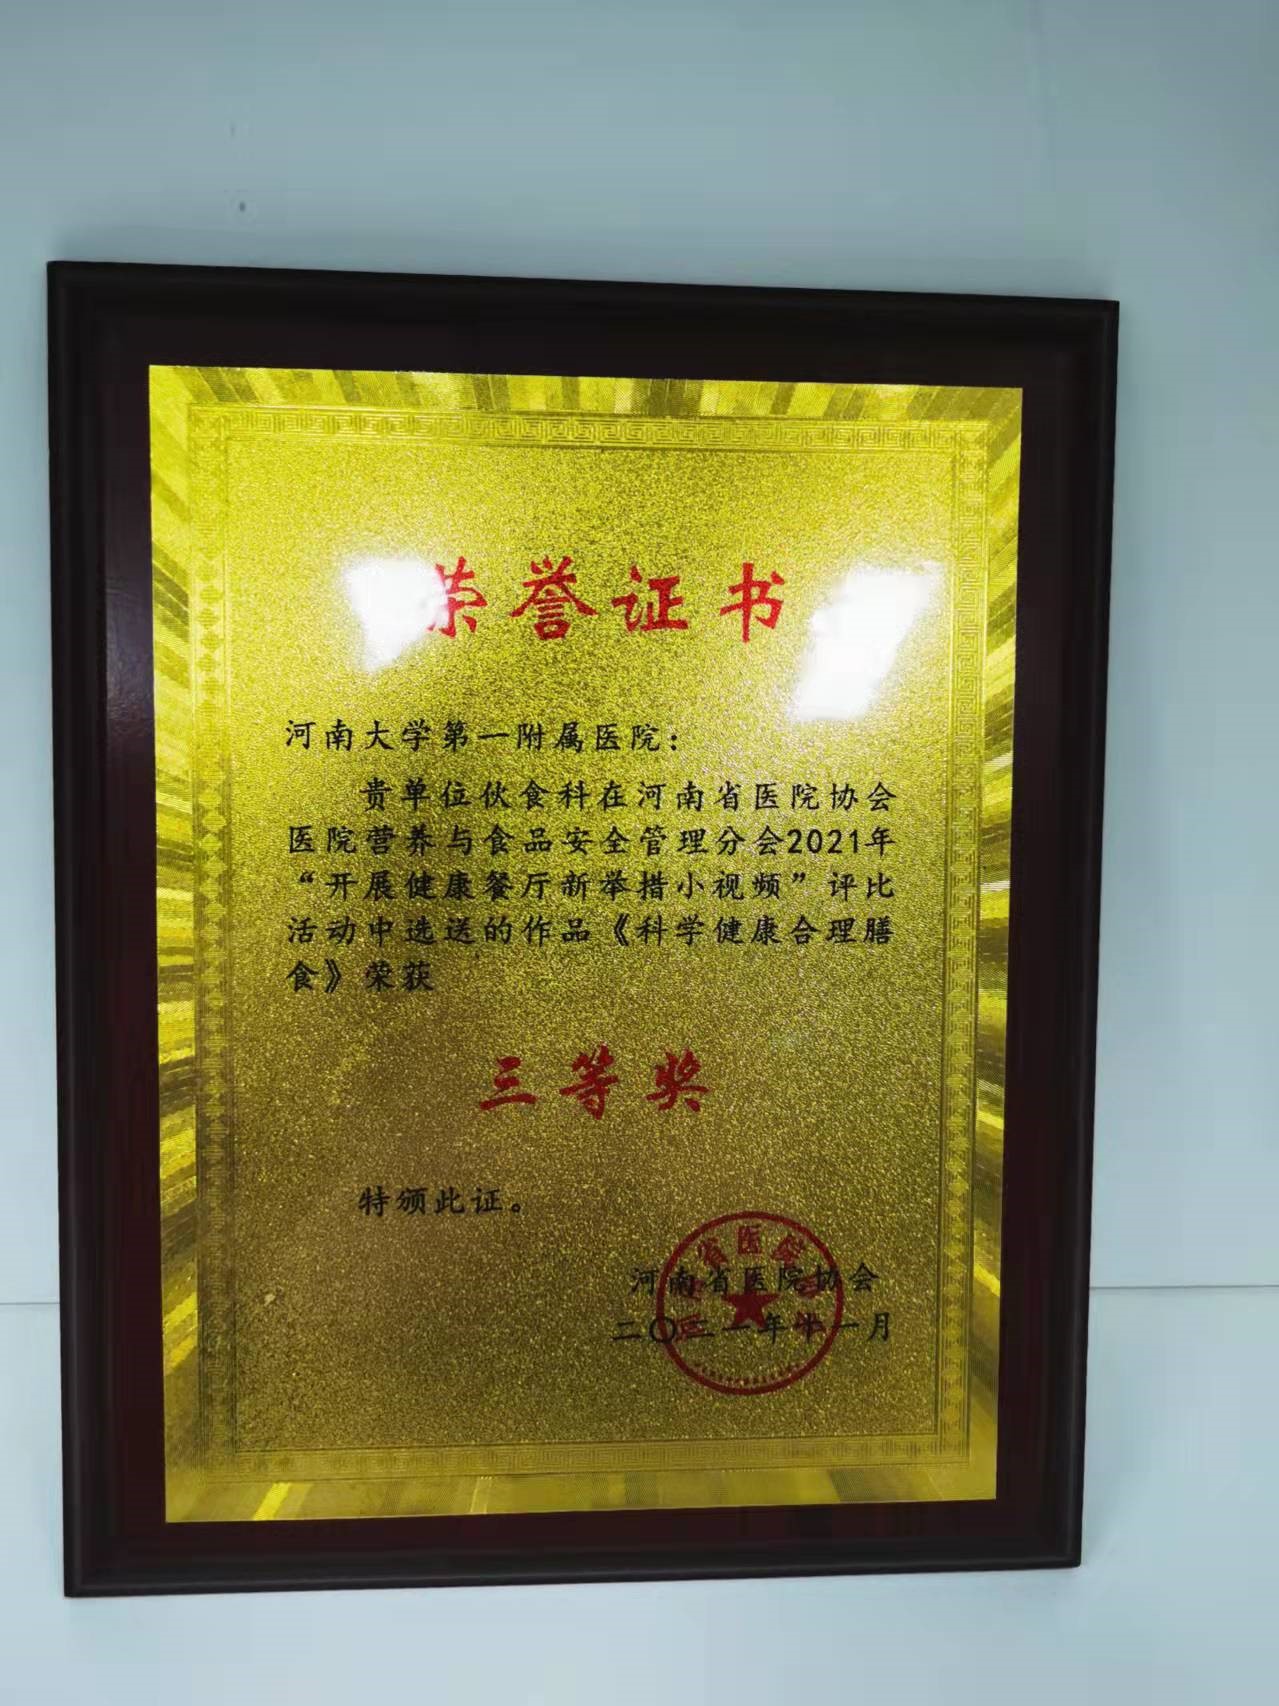 荣誉证书
河南大学第一附属医院：
贵单位伙食科在河南省医院协会
医院营养与食品安全管理分会2021年
“开展健康餐厅新举措小视频”评比
活动中选送的作品《科学健康合理膳
食》荣获
三等奖
特颁此证。
省医院
河南省医院协会
二〇二一年十一月